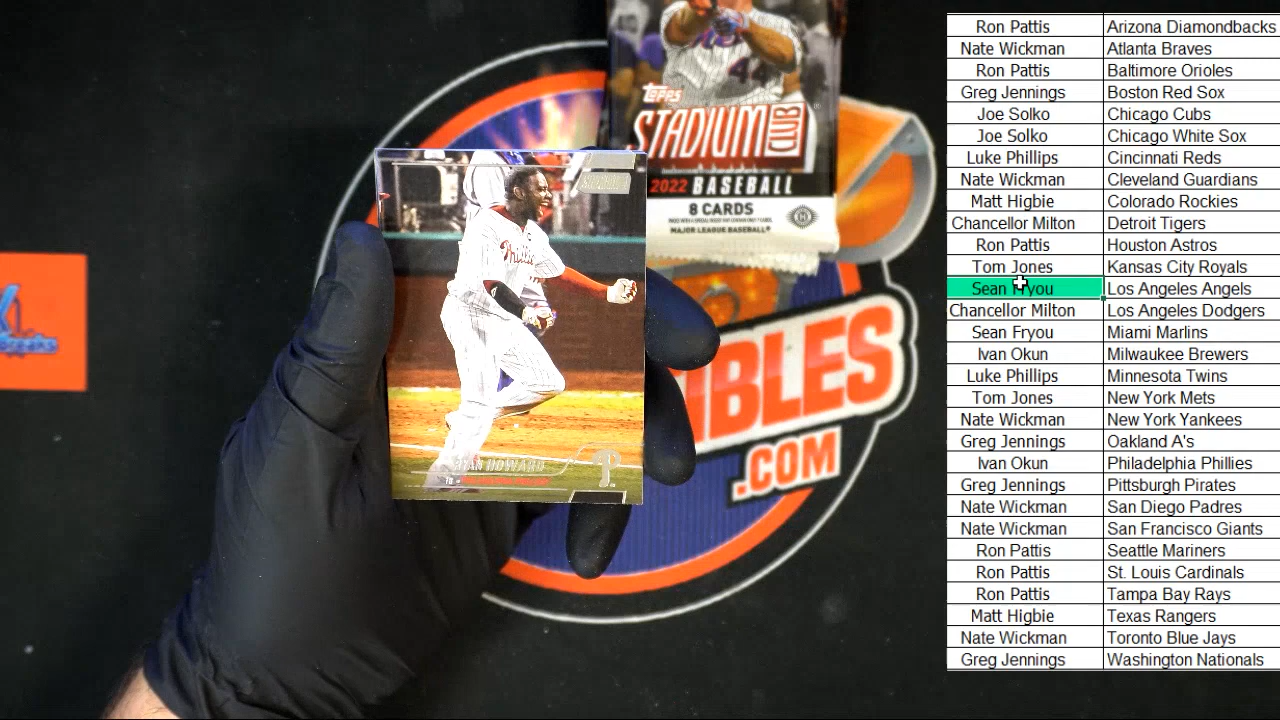 TOPPS
STADIUM CLUB
2022 BASEBALL
8 CARDS
MAJOR LEAGUE BASEBALL®
44
Phillies
RYAN HOWARD
P
IBLES
.COM
Breaks
Ron Pattis Arizona Diamondbacks
Nate Wickman Atlanta Braves
Ron Pattis Baltimore Orioles
Greg Jennings Boston Red Sox
Joe Solko Chicago Cubs
Joe Solko Chicago White Sox
Luke Phillips Cincinnati Reds
Nate Wickman Cleveland Guardians
Matt Higbie Colorado Rockies
Chancellor Milton Detroit Tigers
Ron Pattis Houston Astros
Tom Jones Kansas City Royals
Sean Fryou Los Angeles Angels
Chancellor Milton Los Angeles Dodgers
Sean Fryou Miami Marlins
Ivan Okun Milwaukee Brewers
Luke Phillips Minnesota Twins
Tom Jones New York Mets
Nate Wickman New York Yankees
Greg Jennings Oakland A's
Ivan Okun Philadelphia Phillies
Greg Jennings Pittsburgh Pirates
Nate Wickman San Diego Padres
Nate Wickman San Francisco Giants
Ron Pattis Seattle Mariners
Ron Pattis St. Louis Cardinals
Ron Pattis Tampa Bay Rays
Matt Higbie Texas Rangers
Nate Wickman Toronto Blue Jays
Greg Jennings Washington Nationals